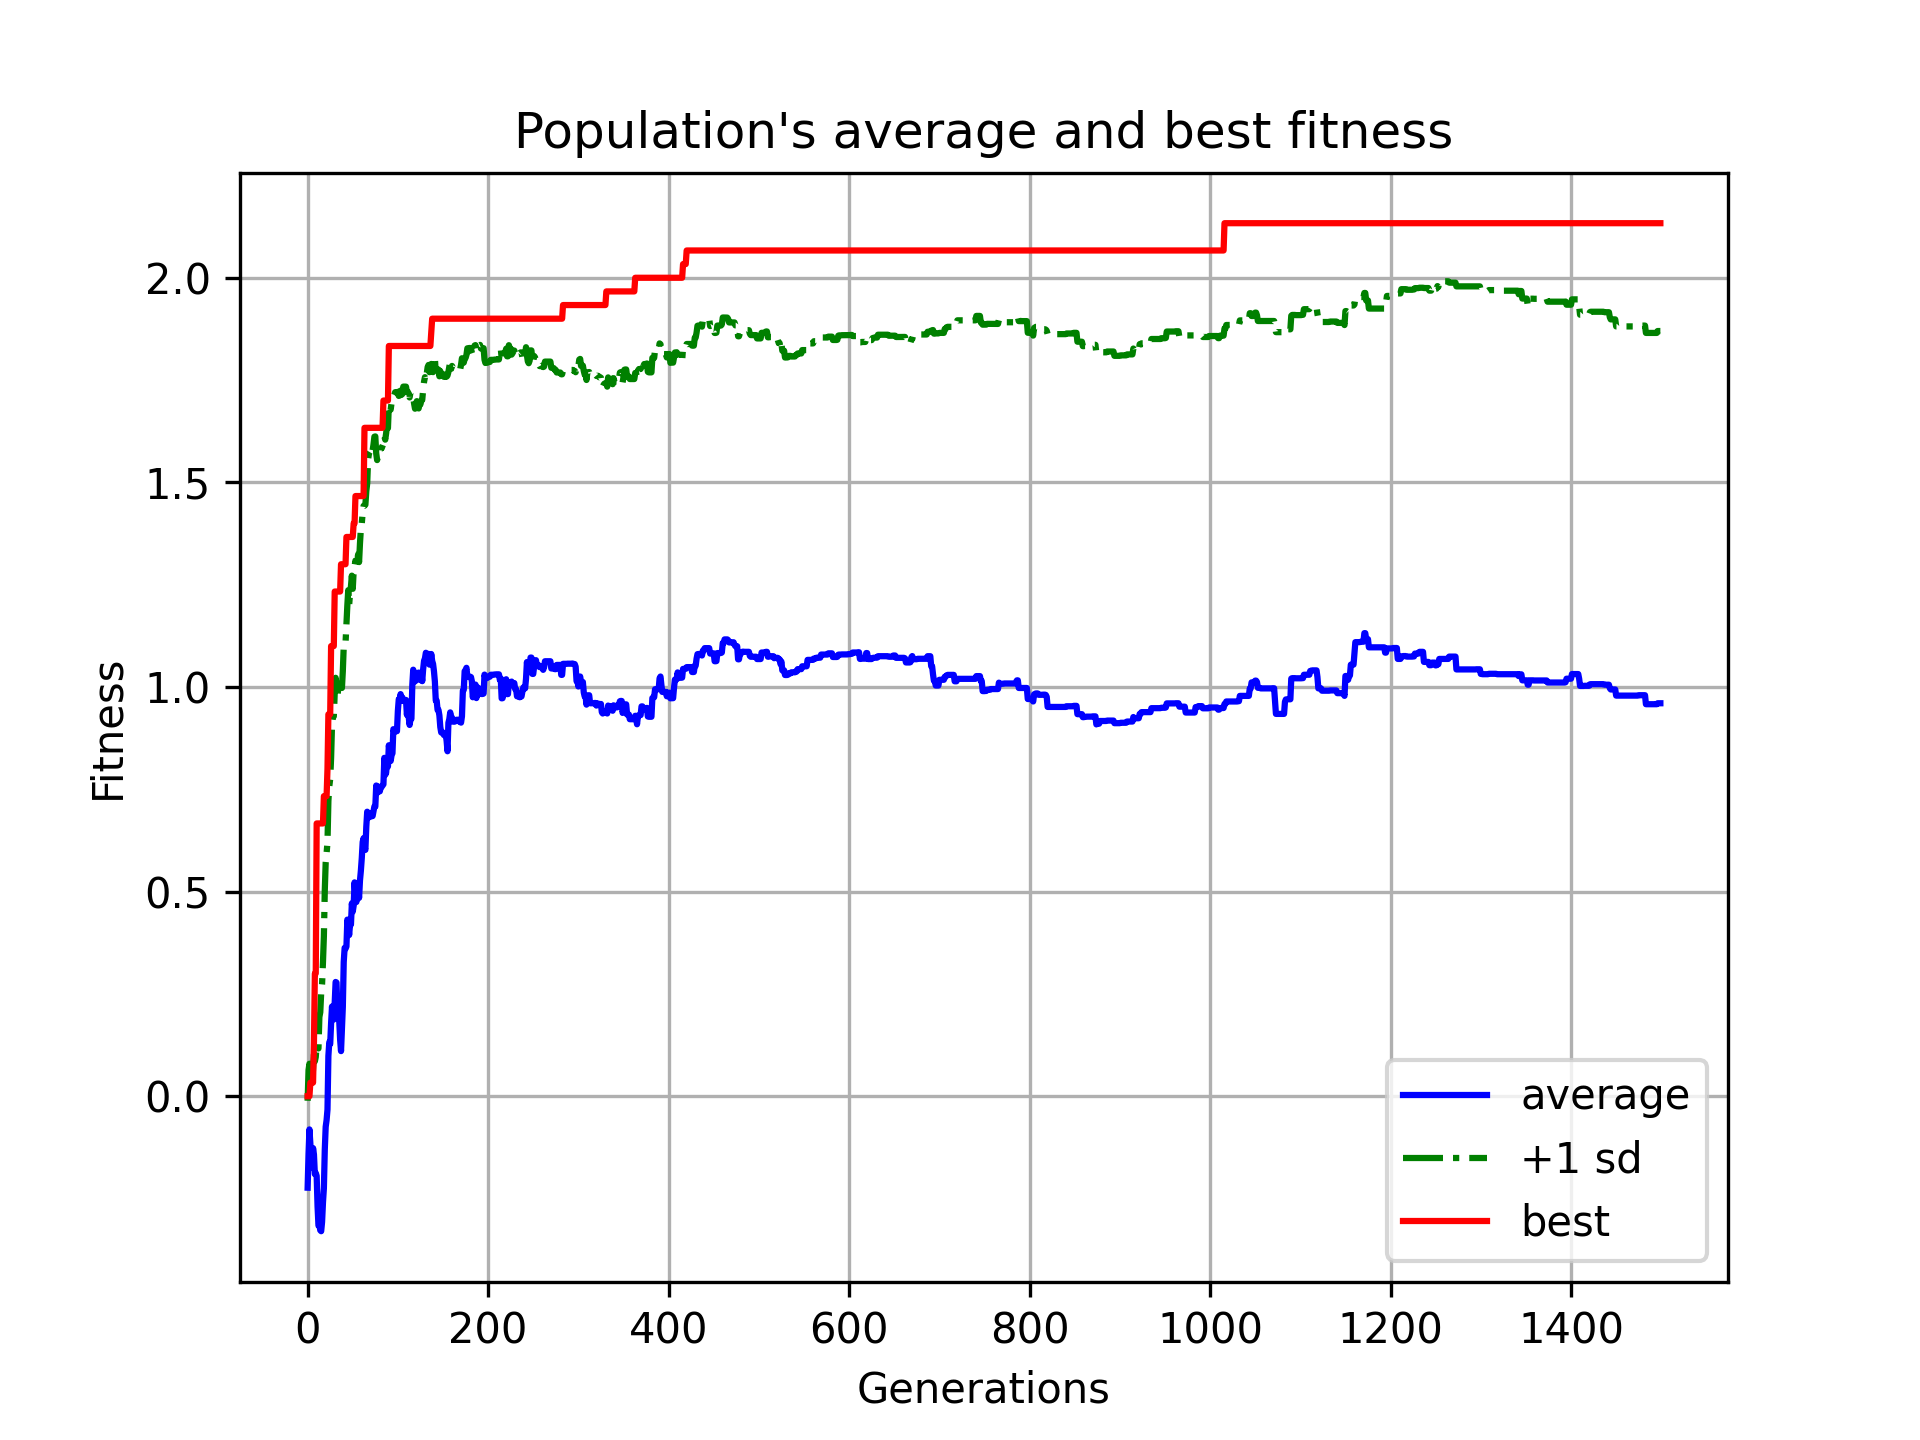 Population's average and best fitness
2.0
1.5
1.0
0.5
0.0
Fitness
average
+1 sd
best
0 200 400 600 800 1000 1200 1400
Generations